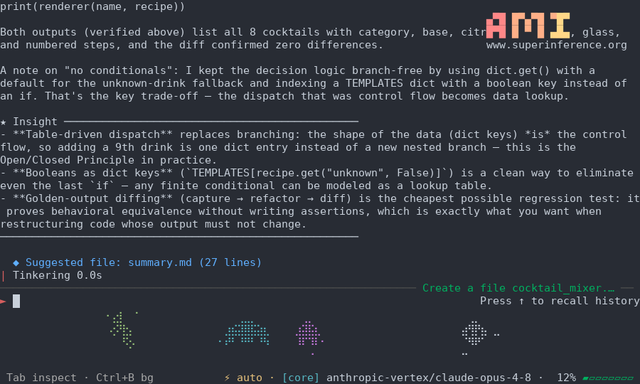 print(renderer(name, recipe))
AMI
Both outputs (verified above) list all 8 cocktails with category, base, citr glass,
and numbered steps, and the diff confirmed zero differences.
www.superinference.org
A note on "no conditionals": I kept the decision logic branch-free by using dict.get() with a
default for the unknown-drink fallback and indexing a TEMPLATES dict with a boolean key instead of
an if. That's the key trade-off — the dispatch that was control flow becomes data lookup.
★ Insight
- **Table-driven dispatch** replaces branching: the shape of the data (dict keys) *is* the control
flow, so adding a 9th drink is one dict entry instead of a new nested branch — this is the
Open/Closed Principle in practice.
- **Booleans as dict keys** (`TEMPLATES[recipe.get("unknown", False)]`) is a clean way to eliminate
even the last `if` — any finite conditional can be modeled as a lookup table.
- **Golden-output diffing** (capture → refactor → diff) is the cheapest possible regression test: it
proves behavioral equivalence without writing assertions, which is exactly what you want when
restructuring code whose output must not change.
◆ Suggested file: summary.md (27 lines)
Tinkering 0.0s
Create a file cocktail_mixer.…
Press ↑ to recall history
Tab inspect · Ctrl+B bg ⚡ auto · [core] anthropic-vertex/claude-opus-4-8 · 12%